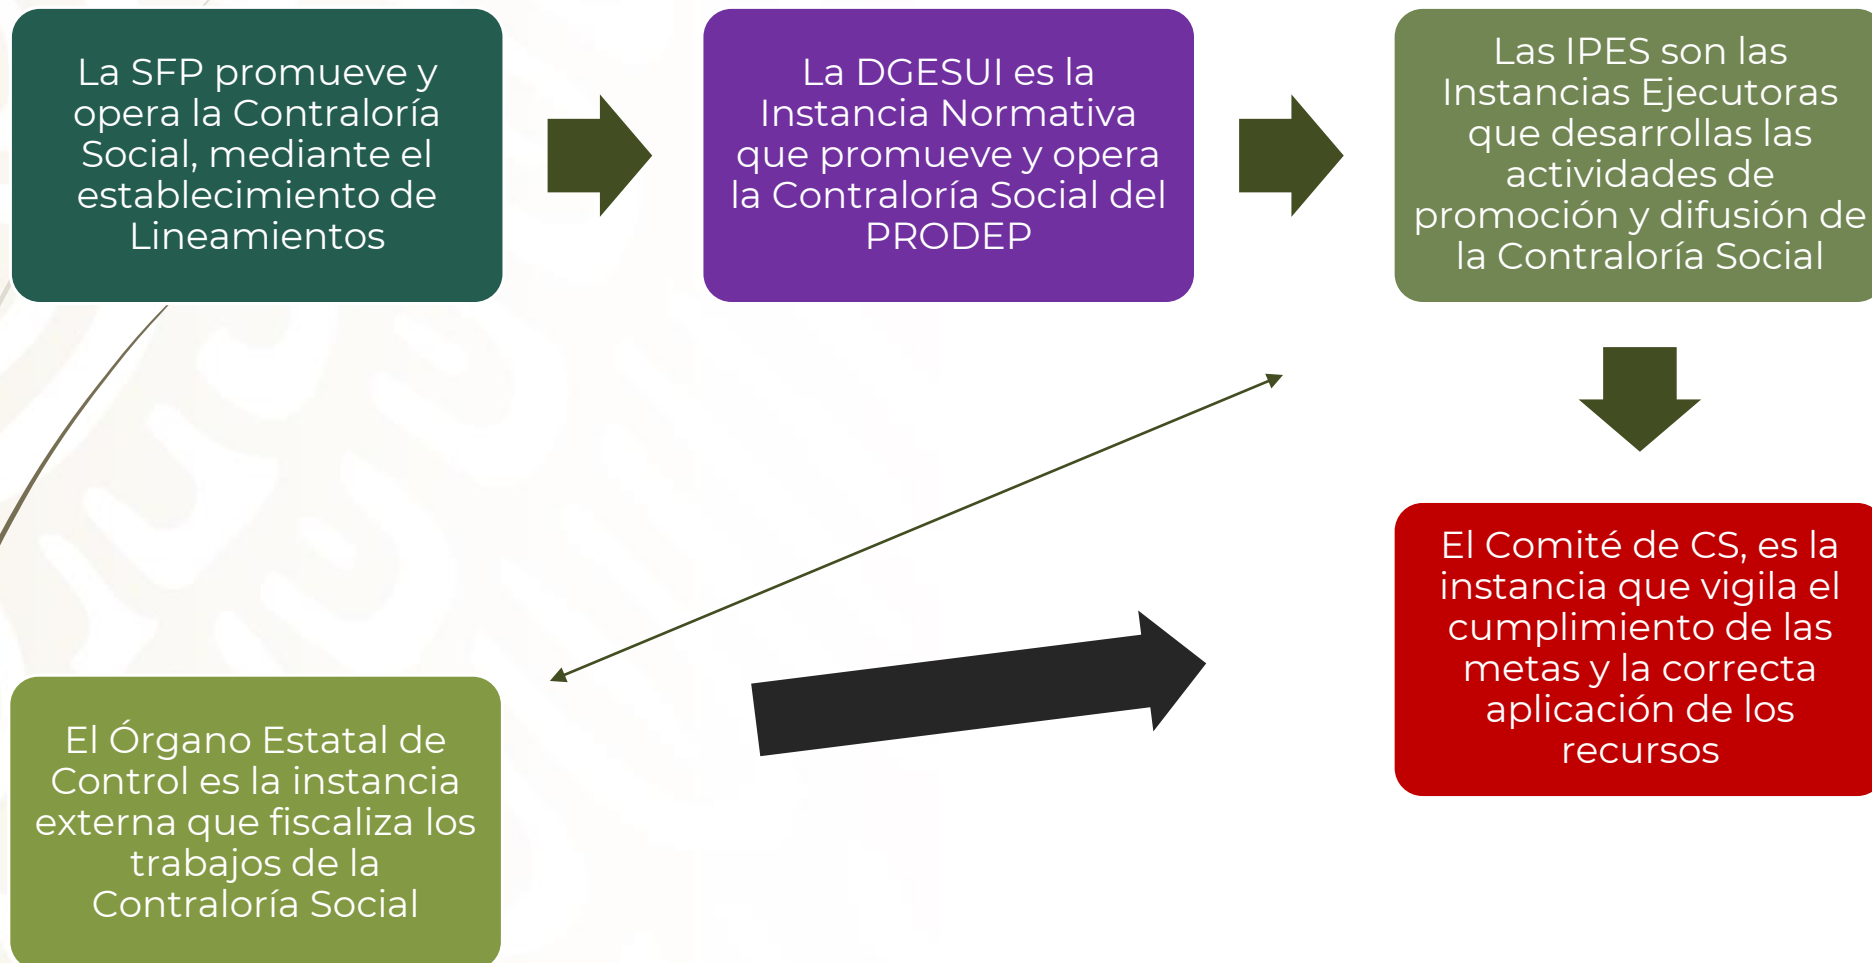 La SFP promueve y
opera la Contraloría
Social, mediante el
establecimiento de
Lineamientos
La DGESUI es la
Instancia Normativa
que promueve y opera
la Contraloría Social del
PRODEP
Las IPES son las
Instancias Ejecutoras
que desarrollas las
actividades de
promoción y difusión de
la Contraloría Social
El Comité de CS, es la
instancia que vigila el
cumplimiento de las
metas y la correcta
aplicación de los
recursos
El Órgano Estatal de
Control es la instancia
externa que fiscaliza los
trabajos de la
Contraloría Social